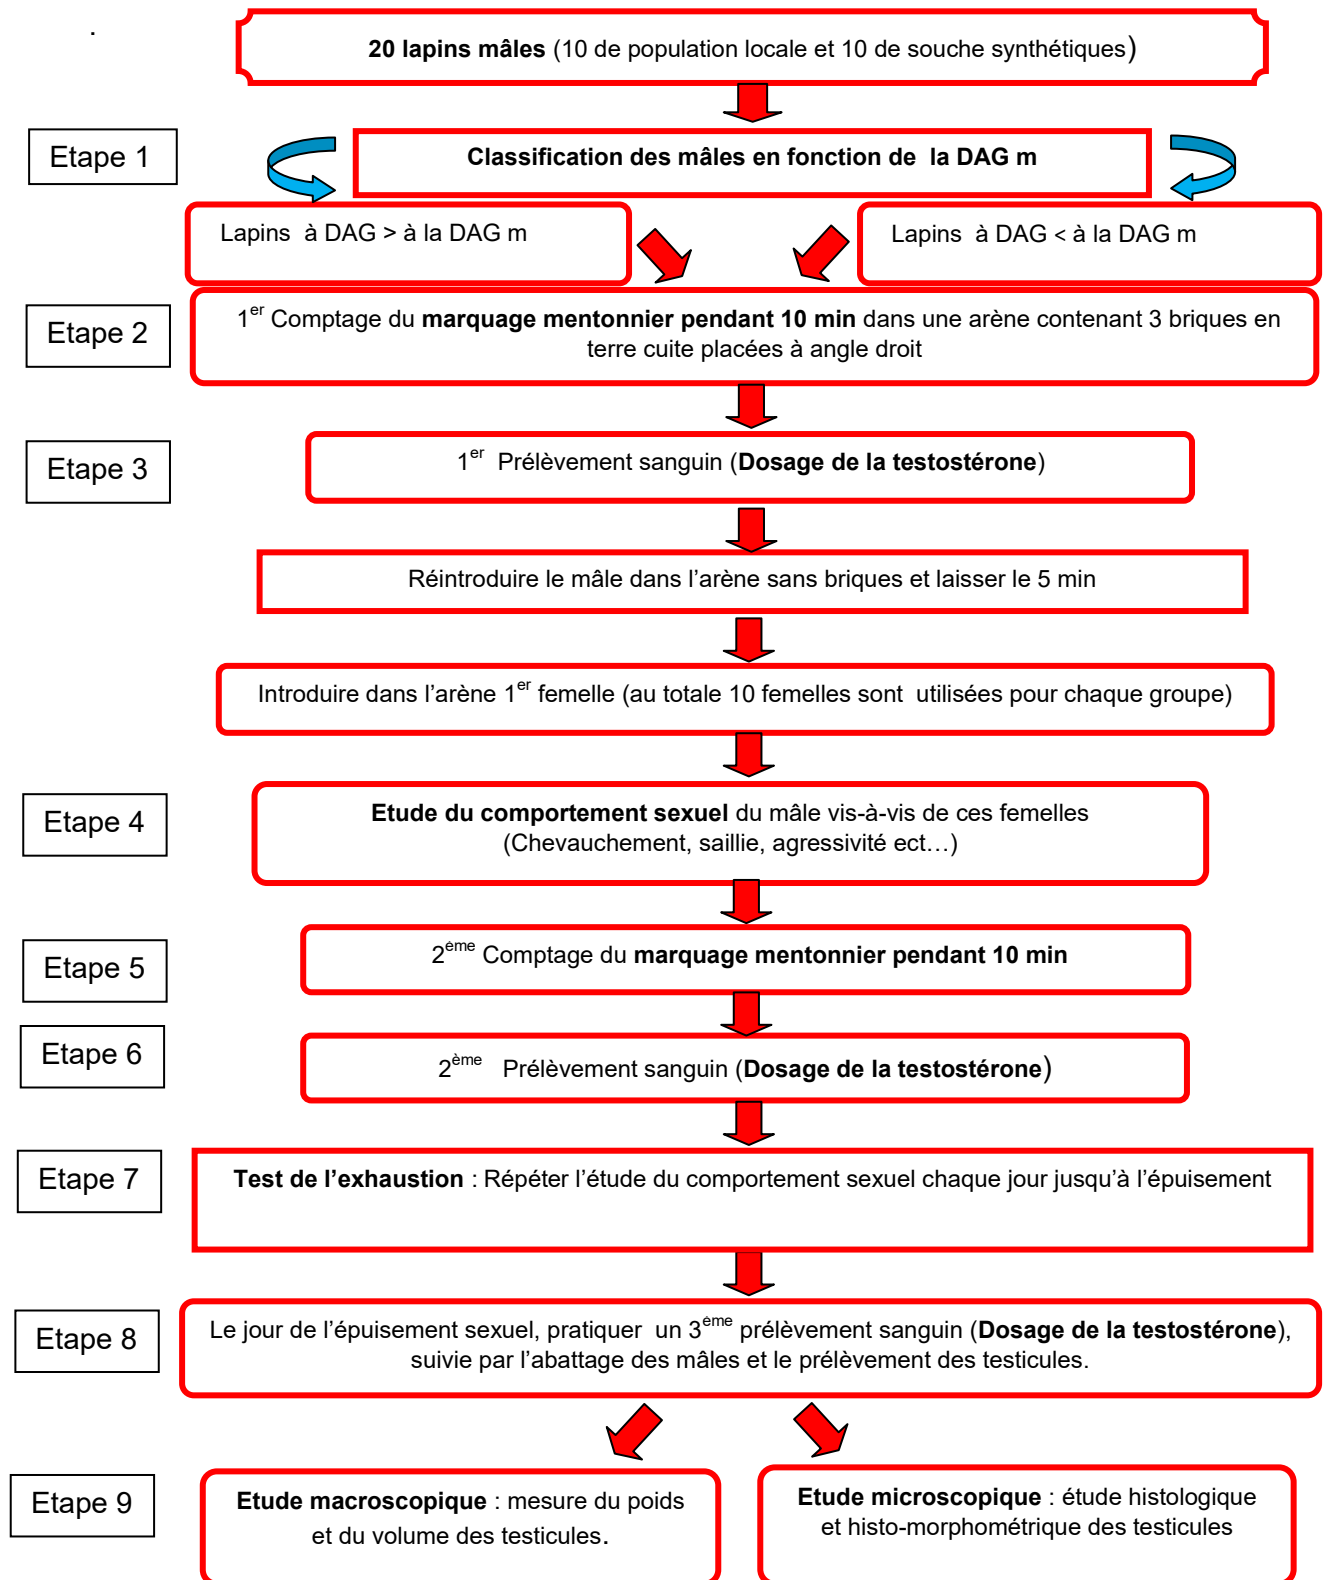 .
20 lapins mâles (10 de population locale et 10 de souche synthétiques)
Etape 1
Classification des mâles en fonction de la DAG m
Lapins à DAG > à la DAG m
Lapins à DAG < à la DAG m
Etape 2
1er Comptage du marquage mentonnier pendant 10 min dans une arène contenant 3 briques en
terre cuite placées à angle droit
Etape 3
1er Prélèvement sanguin (Dosage de la testostérone)
Réintroduire le mâle dans l’arène sans briques et laisser le 5 min
Introduire dans l’arène 1er femelle (au totale 10 femelles sont utilisées pour chaque groupe)
Etape 4
Etude du comportement sexuel du mâle vis-à-vis de ces femelles
(Chevauchement, saillie, agressivité ect…)
Etape 5
2ème Comptage du marquage mentonnier pendant 10 min
Etape 6
2ème Prélèvement sanguin (Dosage de la testostérone)
Etape 7
Test de l’exhaustion : Répéter l’étude du comportement sexuel chaque jour jusqu’à l’épuisement
Etape 8
Le jour de l’épuisement sexuel, pratiquer un 3ème prélèvement sanguin (Dosage de la testostérone),
suivie par l’abattage des mâles et le prélèvement des testicules.
Etape 9
Etude macroscopique : mesure du poids
et du volume des testicules.
Etude microscopique : étude histologique
et histo-morphométrique des testicules